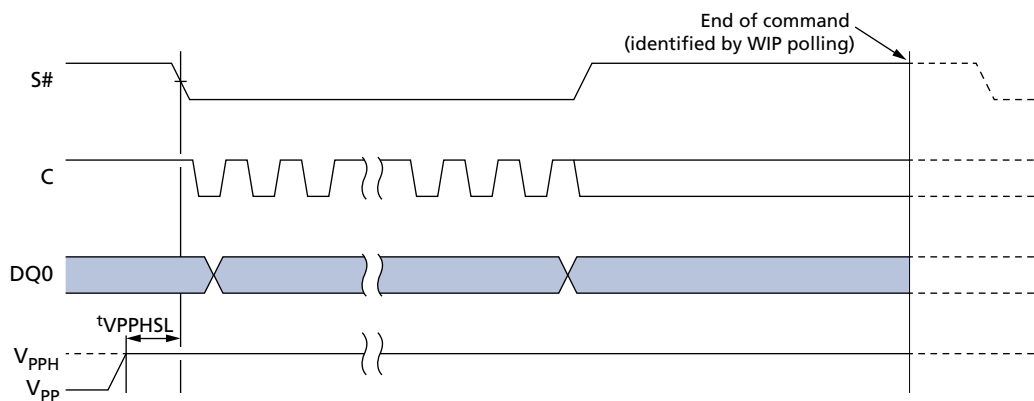 End of command
(identified by WIP polling)
S#
C
DQ0
tVPPHSL
VPPH
VPP